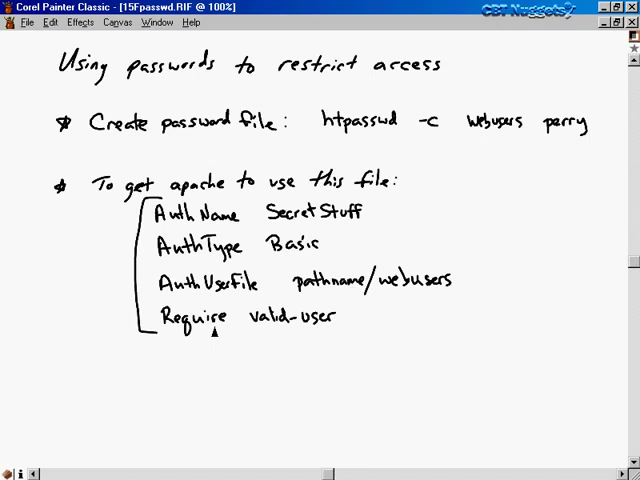 Corel Painter Classic - [15Fpasswd.RIF @ 100%]
CBT Nuggets
File Edit Effects Canvas Window Help
Using passwords to restrict access
* Create password file: htpasswd -c webusers perry
* To get apache to use this file:
AuthName SecretStuff
AuthType Basic
AuthUserFile pathname/webusers
Require valid-user